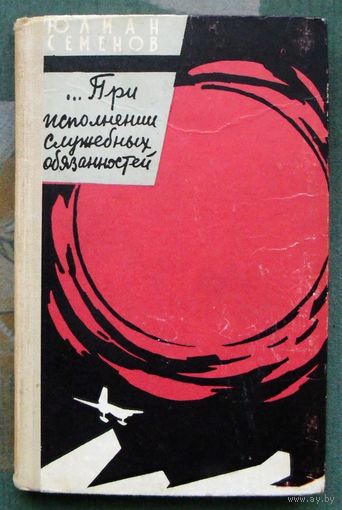 ЮЛИАН
СЕМЕНОВ
...При
исполнении
служебных
обязанностей
www.ay.by